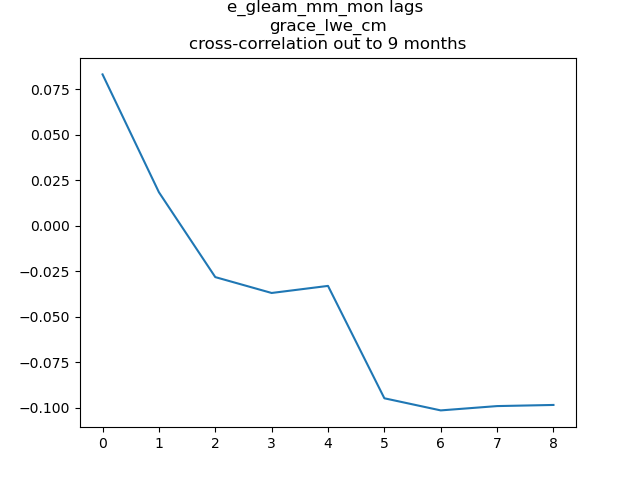 e_gleam_mm_mon lags
grace_lwe_cm
cross-correlation out to 9 months
0.075
0.050
0.025
0.000
−0.025
−0.050
−0.075
−0.100
0 1 2 3 4 5 6 7 8